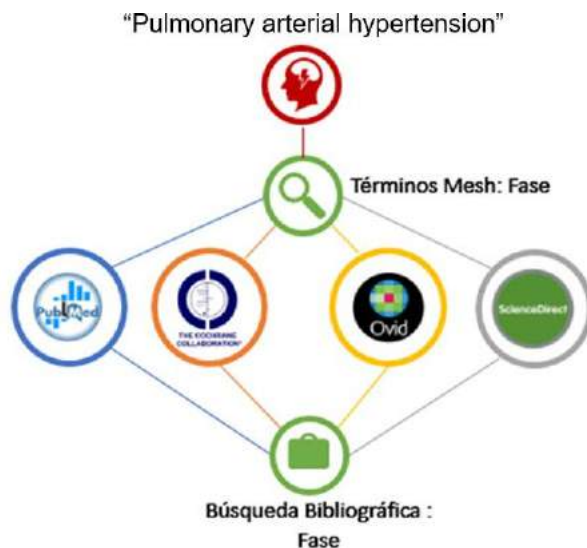 “Pulmonary arterial hypertension”
Términos Mesh: Fase
PubMed
THE COCHRANE
COLLABORATION®
Ovid
ScienceDirect
Búsqueda Bibliográfica :
Fase